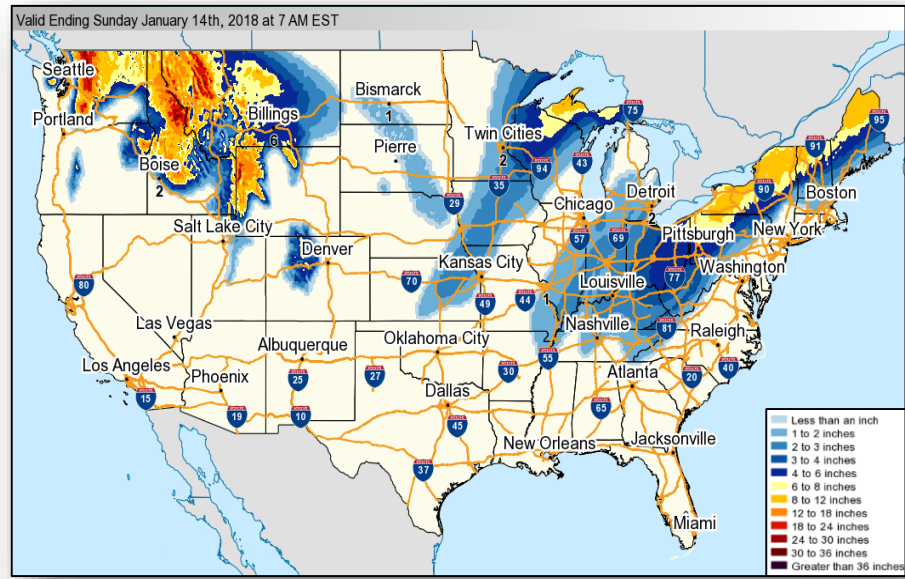 Valid Ending Sunday January 14th, 2018 at 7 AM EST
Seattle
Portland
Billings
6
Bismarck
1
Pierre
Twin Cities
2
75
95
91
94
43
90
Boise
2
35
29
Detroit
2
Boston
Chicago
57
69
Pittsburgh
New York
Salt Lake City
Denver
Kansas City
77
Washington
80
70
Louisville
49
44
1
Las Vegas
Nashville
2
81
Raleigh
Albuquerque
Oklahoma City
55
Los Angeles
Phoenix
25
27
30
Atlanta
20
40
15
19
10
Dallas
45
65
New Orleans
Jacksonville
37
Miami
Less than an inch
1 to 2 inches
2 to 3 inches
3 to 4 inches
4 to 6 inches
6 to 8 inches
8 to 12 inches
12 to 18 inches
18 to 24 inches
24 to 30 inches
30 to 36 inches
Greater than 36 inches